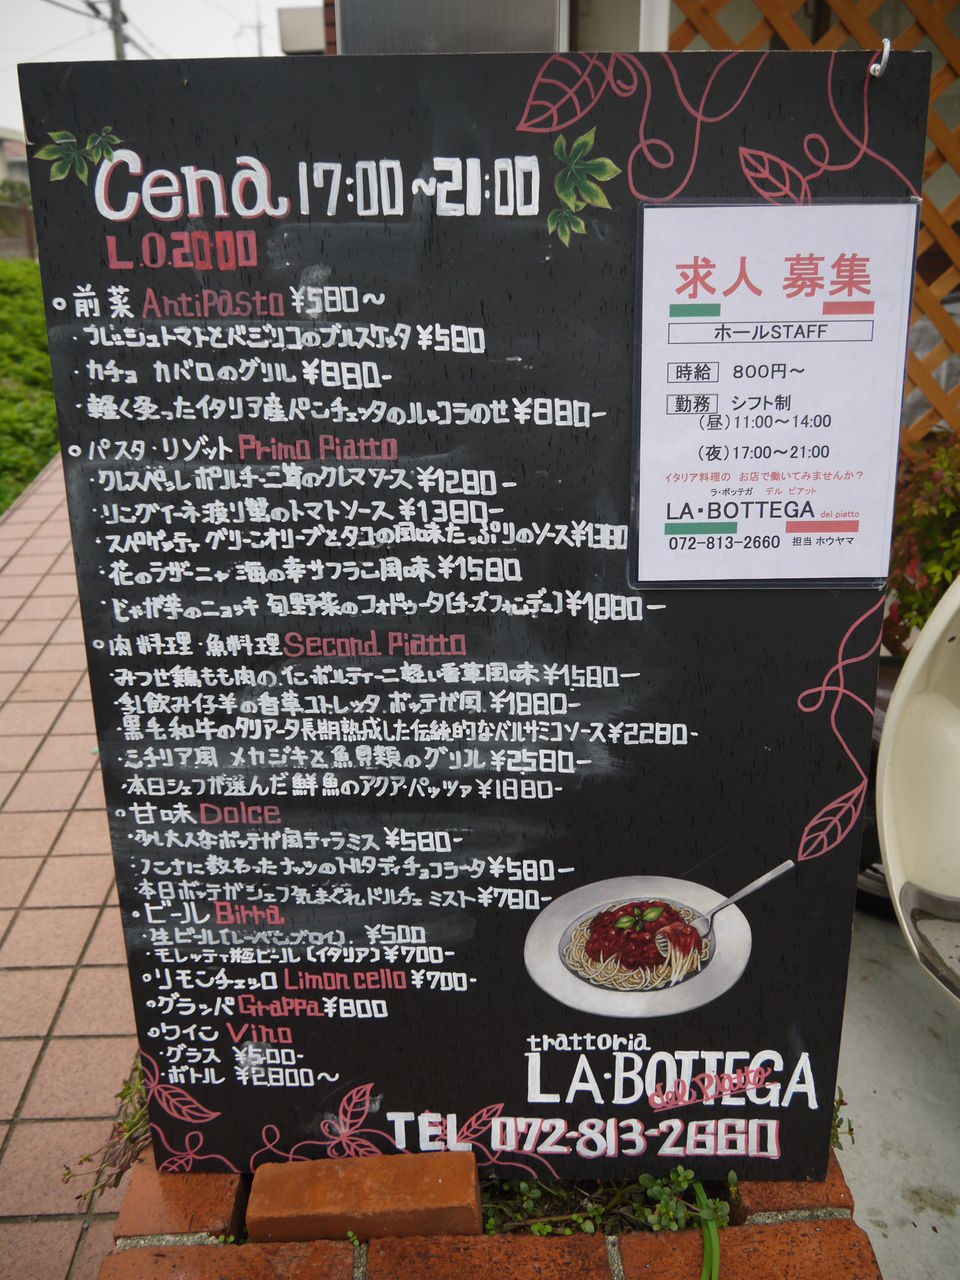 Cena 17:00~21:00
L.O.20:00
前菜 Antipasto ¥580~
・フレッシュトマトとバジリコのブルスケッタ ¥580
・カチョ カバロのグリル ¥880-
・軽く炙ったイタリア産パンチェッタのルッコラのせ ¥880-
パスタ・リゾット Primo Piatto
・クレスペッレ ポルチーニ茸のクレマソース ¥1280-
・リングイーネ渡り蟹のトマトソース ¥1380-
・スパゲッティ グリーンオリーブとタコの風味たっぷりのソース¥1380
・花のラザーニャ 海の幸サフラン風味 ¥1580
・じゃが芋のニョッキ 旬野菜の(チーズフォンデュ)¥1880-
肉料理・魚料理 Second Piatto
・みつせ鶏もも肉の ボルティーニ 軽い香草風味 ¥1580-
・乳飲み仔羊の香草コトレッタ ボッテガ風 ¥1880-
・黒毛和牛のタリアータ長期熟成した伝統的なバルサミコソース¥2280-
・シチリア風 メカジキと魚貝類のグリル ¥2580-
・本日シェフが選んだ鮮魚のアクア・パッツァ ¥1880-
甘味 Dolce
・少し大人なボッテガ風ティラミス ¥580-
・に教わったナッツのトルタディチョコラータ ¥580-
・本日ボッテガシェフ気まぐれドルチェ ミスト ¥780-
・ビール Birra
・生ビール(レーベンブロイ) ¥500
・モレッティ瓶ビール(イタリア)¥700-
リモンチェッロ Limoncello ¥700-
グラッパ Grappa ¥800
ワイン Vino
・グラス ¥500-
・ボトル ¥2,800~
求人 募集
ホールSTAFF
時給 800円~
勤務 シフト制
(昼)11:00~14:00
(夜)17:00~21:00
イタリア料理の お店で働いてみませんか?
ラ・ボッテガ デル ピアット
LA・BOTTEGA del piatto
072-813-2660 担当 ホウヤマ
trattoria
LA・BOTTEGA
del Piatto
TEL 072-813-2660